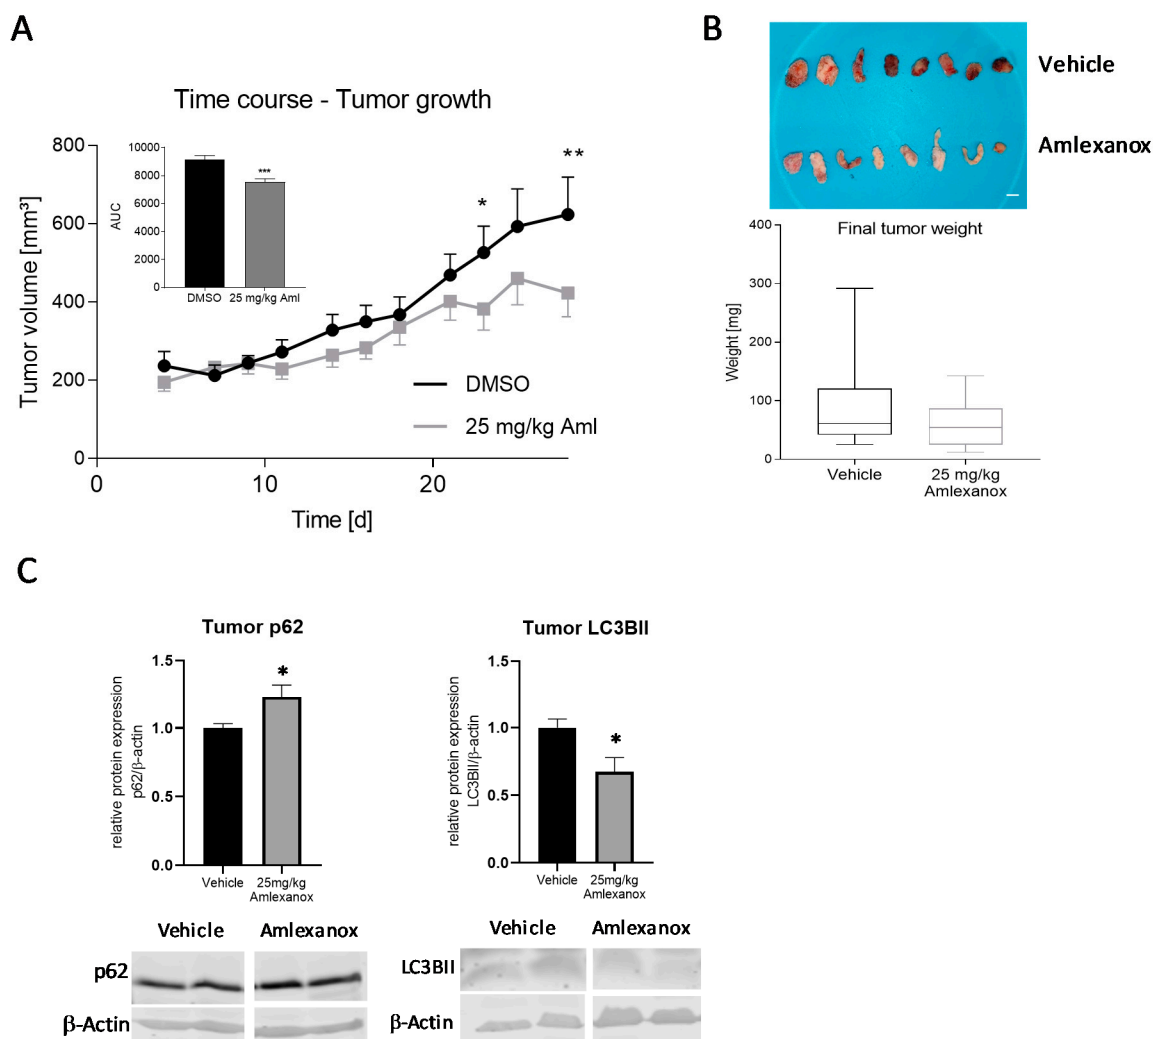 A
Time course - Tumor growth
Tumor volume [mm³]
800
600
400
200
0
0
10
20
Time [d]
AUC
10000
8000
6000
4000
2000
0
***
DMSO
25 mg/kg Aml
*
**
DMSO
25 mg/kg Aml
B
Vehicle
Amlexanox
Final tumor weight
Weight [mg]
400
300
200
100
0
Vehicle
25 mg/kg
Amlexanox
C
Tumor p62
relative protein expression
p62/β-actin
1.5
1.0
0.5
0.0
*
Vehicle
25mg/kg
Amlexanox
Vehicle
Amlexanox
p62
β-Actin
Tumor LC3BII
relative protein expression
LC3BII/β-actin
1.5
1.0
0.5
0.0
*
Vehicle
25mg/kg
Amlexanox
Vehicle
Amlexanox
LC3BII
β-Actin